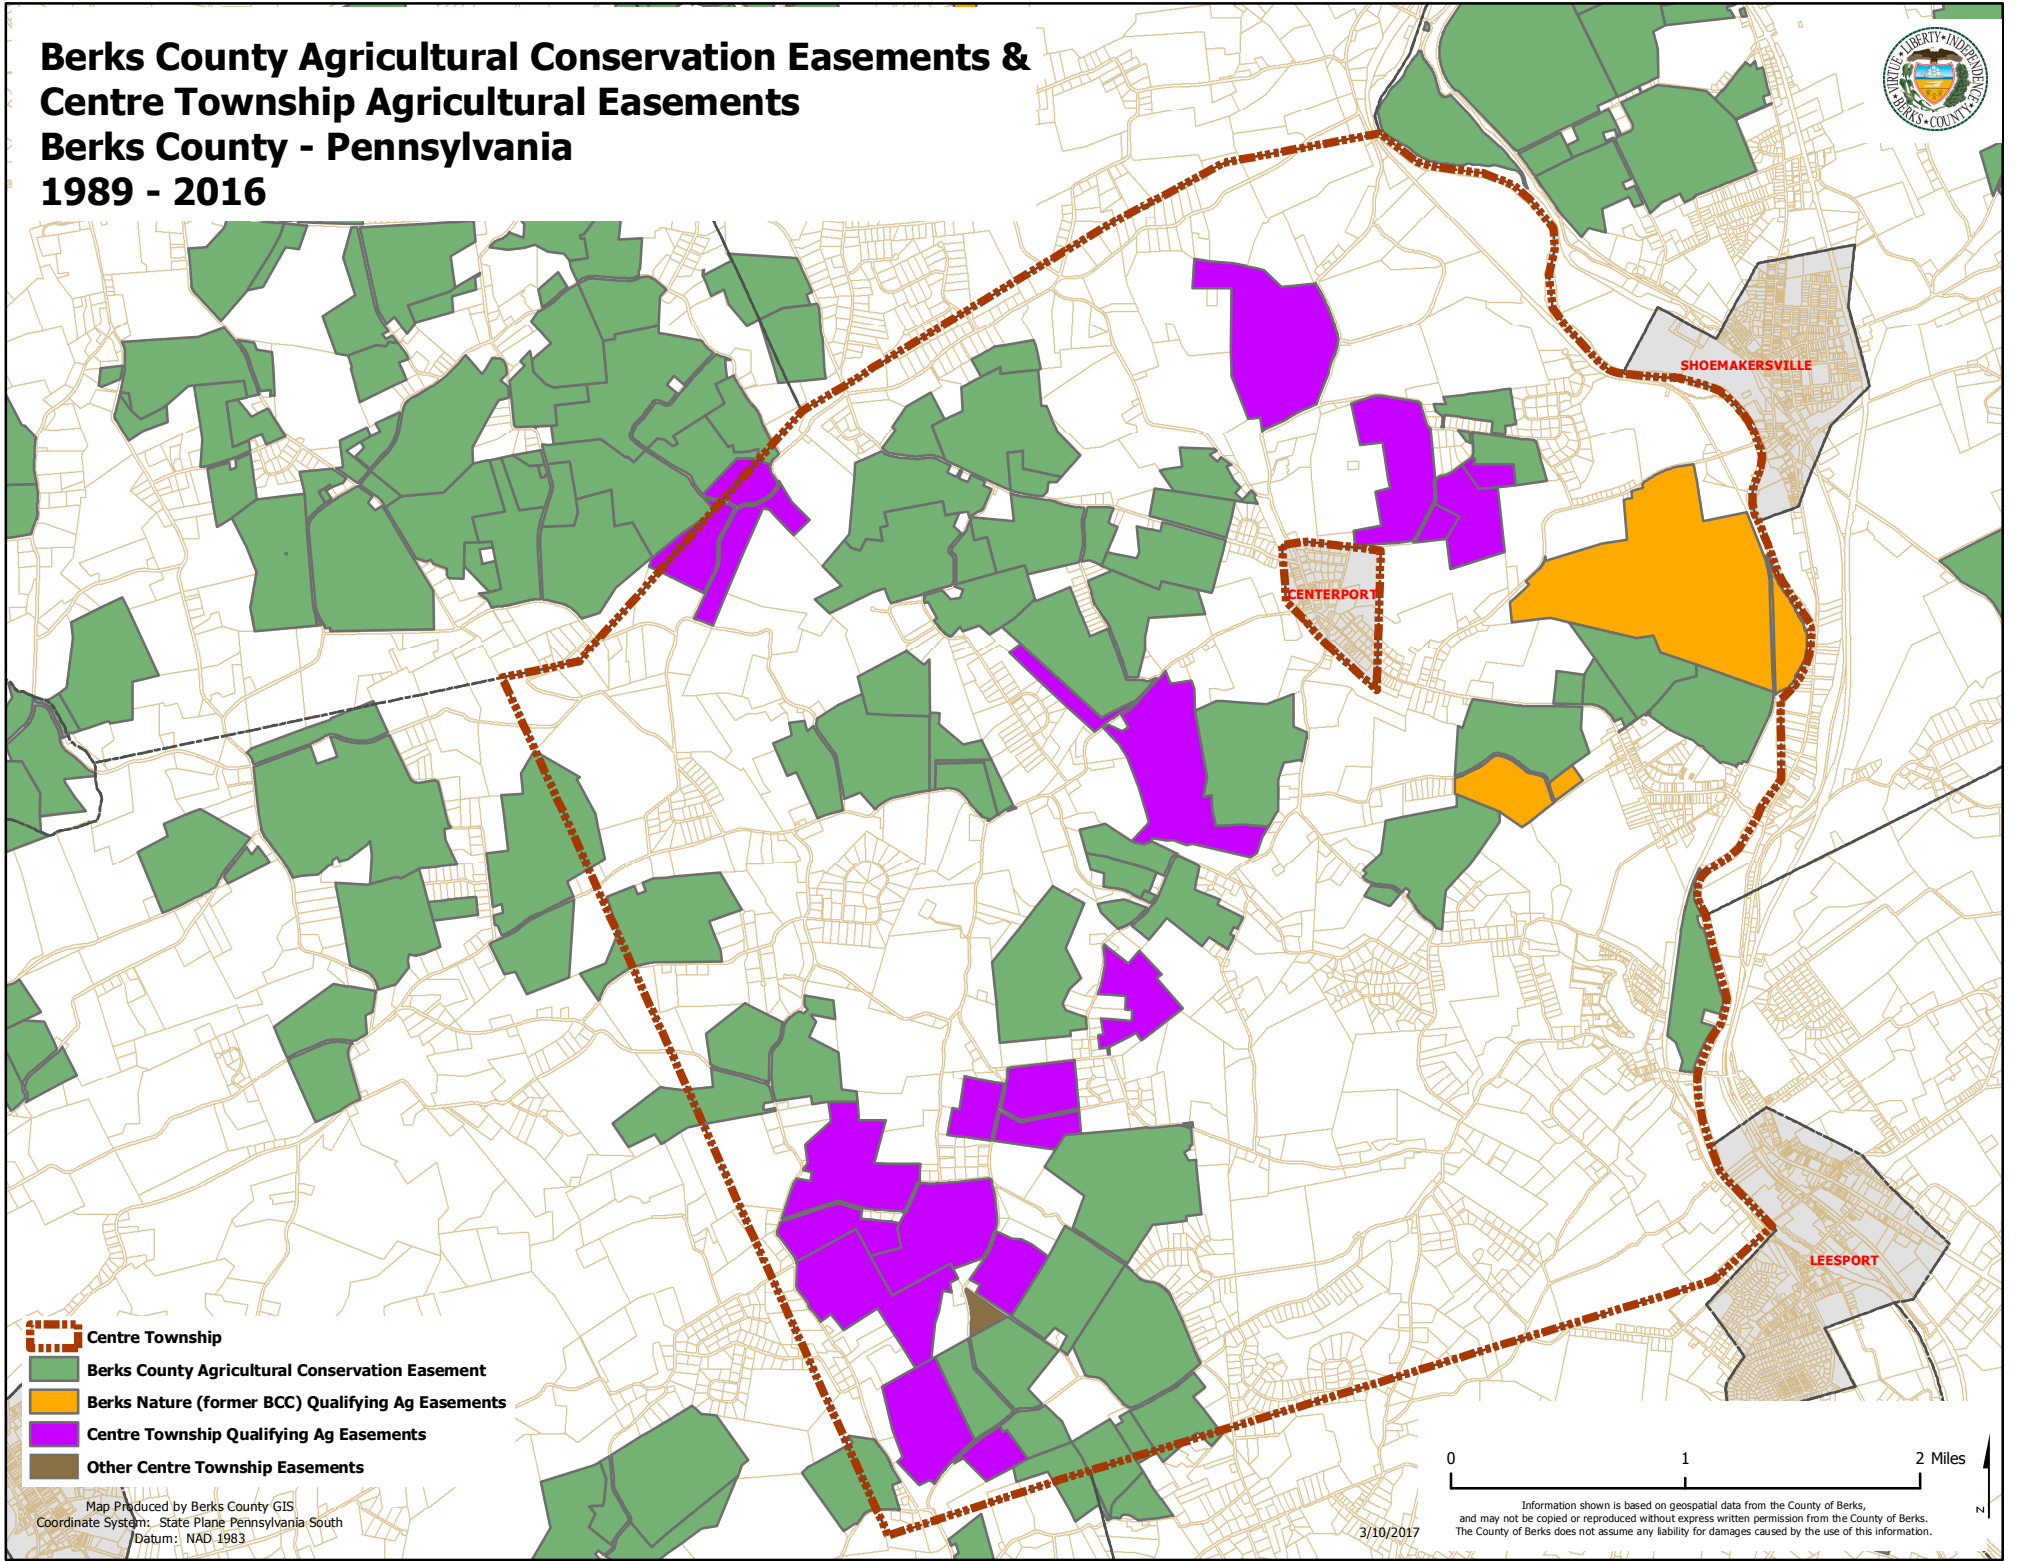 Berks County Agricultural Conservation Easements &
Centre Township Agricultural Easements
Berks County - Pennsylvania
1989 - 2016
VIRTUE ★ LIBERTY ★ INDEPENDENCE
★ BERKS ★ COUNTY ★
SHOEMAKERSVILLE
CENTERPORT
LEESPORT
Centre Township
Berks County Agricultural Conservation Easement
Berks Nature (former BCC) Qualifying Ag Easements
Centre Township Qualifying Ag Easements
Other Centre Township Easements
Map Produced by Berks County GIS
Coordinate System: State Plane Pennsylvania South
Datum: NAD 1983
0 1 2 Miles
3/10/2017
Information shown is based on geospatial data from the County of Berks,
and may not be copied or reproduced without express written permission from the County of Berks.
The County of Berks does not assume any liability for damages caused by the use of this information.
N